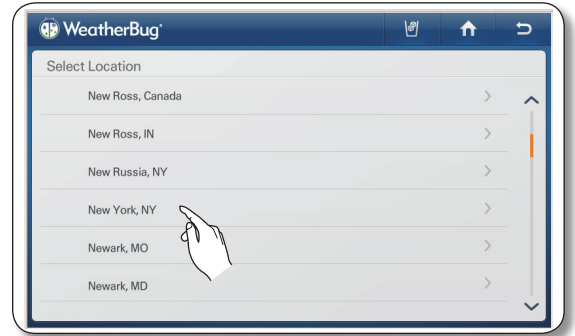 WeatherBug®
Select Location
New Ross, Canada
New Ross, IN
New Russia, NY
New York, NY
Newark, MO
Newark, MD